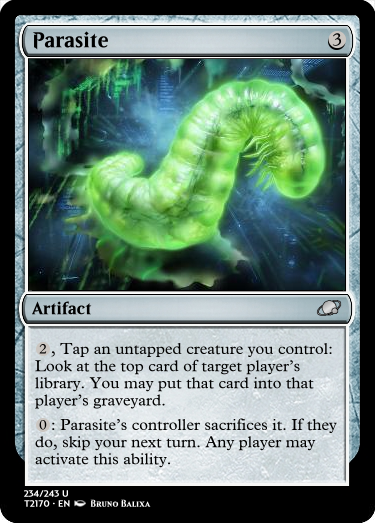 Parasite 3
Artifact
2, Tap an untapped creature you control:
Look at the top card of target player's
library. You may put that card into that
player's graveyard.
0: Parasite's controller sacrifices it. If they
do, skip your next turn. Any player may
activate this ability.
234/243 U
T2170 • EN Bruno Balixa